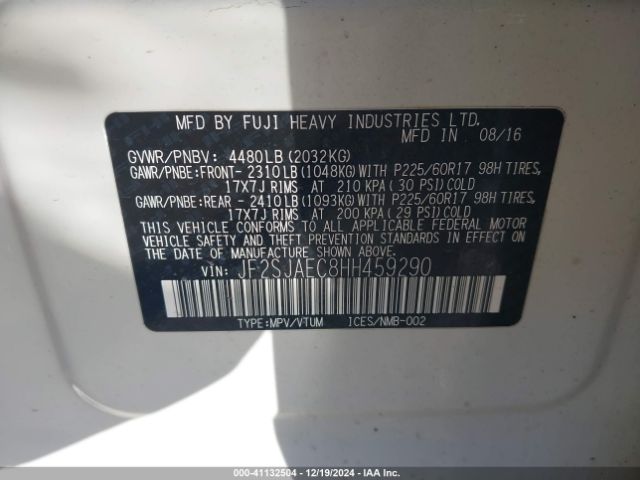 MFD BY FUJI HEAVY INDUSTRIES LTD.
MFD IN 08/16
GVWR/PNBV: 4480LB(2032KG)
GAWR/PNBE:FRONT- 2310LB(1048KG)WITH P225/60R17 98H TIRES,
17X7J RIMS AT 210 KPA(30 PSI)COLD
GAWR/PNBE:REAR - 2410LB(1093KG)WITH P225/60R17 98H TIRES,
17X7J RIMS AT 200 KPA(29 PSI)COLD
THIS VEHICLE CONFORMS TO ALL APPLICABLE FEDERAL MOTOR
VEHICLE SAFETY AND THEFT PREVENTION STANDARDS IN EFFECT ON
THE DATE OF MANUFACTURE SHOWN ABOVE.
VIN: JF2SJAEC8HH459290
TYPE:MPV/VTUM ICES/NMB-002
000-41132504 - 12/19/2024 - IAAI.COM